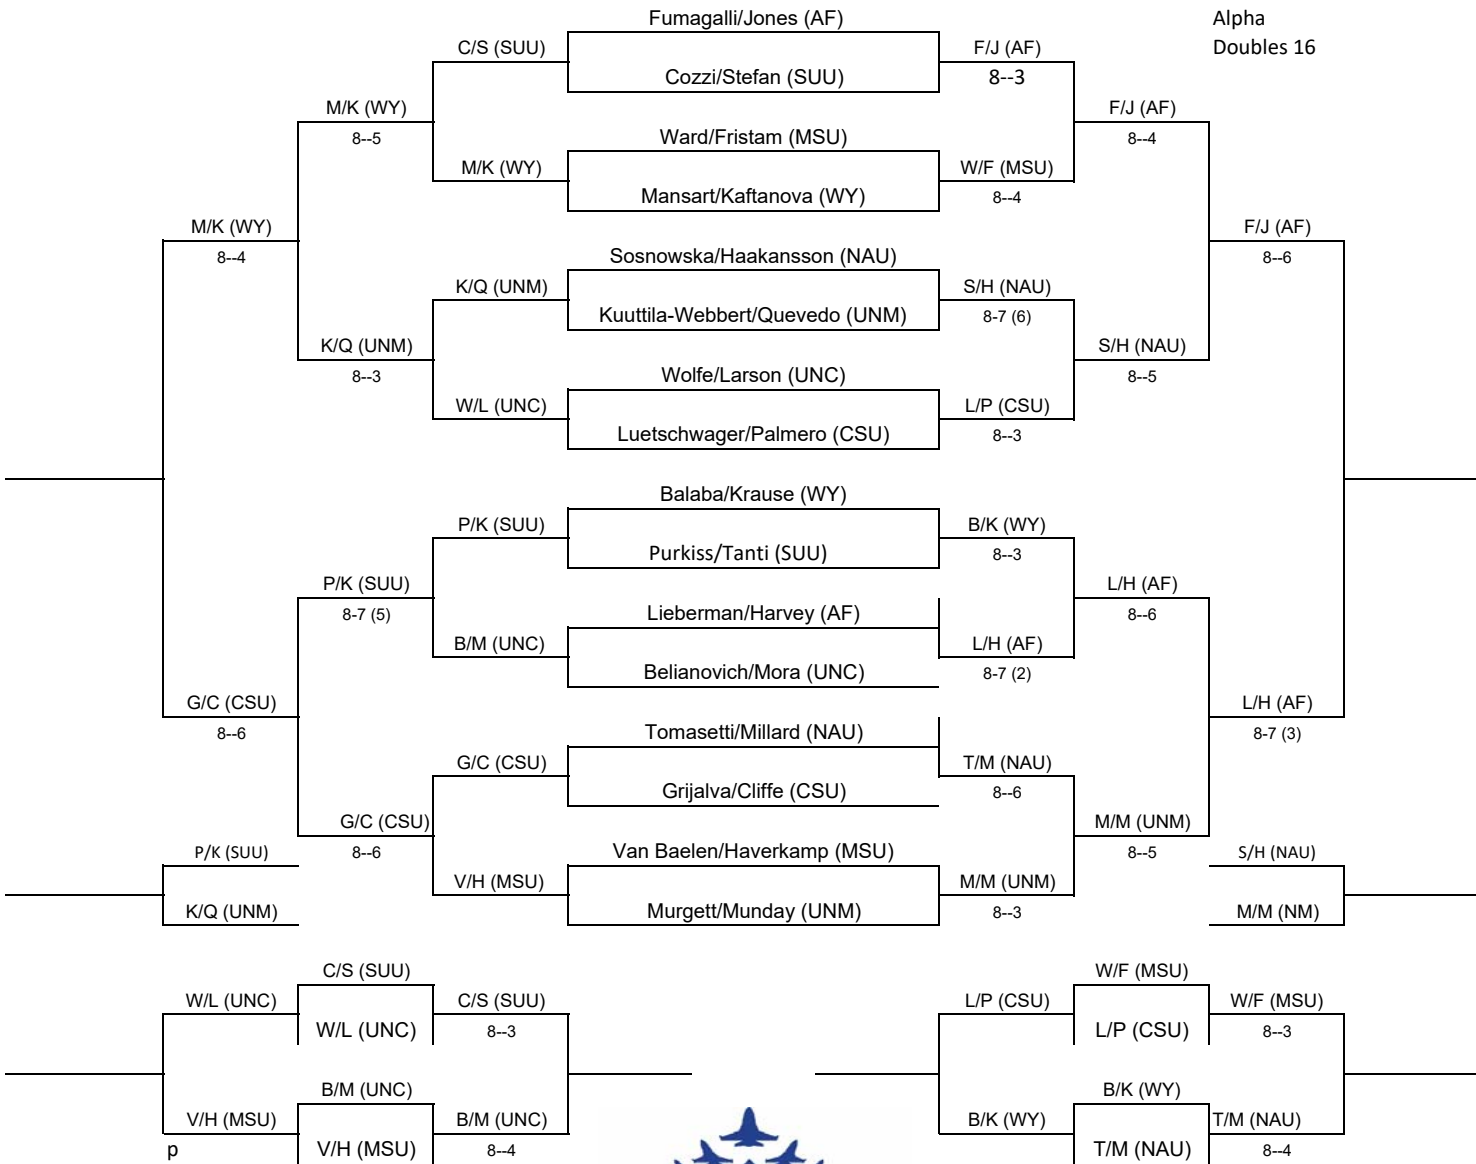 Fumagalli/Jones (AF)
Alpha
C/S (SUU)
F/J (AF)
Doubles 16
Cozzi/Stefan (SUU)
8--3
M/K (WY)
F/J (AF)
8--5
Ward/Fristam (MSU)
8--4
M/K (WY)
W/F (MSU)
Mansart/Kaftanova (WY)
8--4
M/K (WY)
F/J (AF)
8--4
Sosnowska/Haakansson (NAU)
8--6
K/Q (UNM)
S/H (NAU)
Kuuttila-Webbert/Quevedo (UNM)
8-7 (6)
K/Q (UNM)
S/H (NAU)
8--3
Wolfe/Larson (UNC)
8--5
W/L (UNC)
L/P (CSU)
Luetschwager/Palmero (CSU)
8--3
Balaba/Krause (WY)
P/K (SUU)
B/K (WY)
Purkiss/Tanti (SUU)
8--3
P/K (SUU)
L/H (AF)
8-7 (5)
Lieberman/Harvey (AF)
8--6
B/M (UNC)
L/H (AF)
Belianovich/Mora (UNC)
8-7 (2)
G/C (CSU)
L/H (AF)
8--6
Tomasetti/Millard (NAU)
8-7 (3)
G/C (CSU)
T/M (NAU)
Grijalva/Cliffe (CSU)
8--6
G/C (CSU)
M/M (UNM)
P/K (SUU)
8--6
Van Baelen/Haverkamp (MSU)
8--5
S/H (NAU)
V/H (MSU)
M/M (UNM)
K/Q (UNM)
Murgett/Munday (UNM)
8--3
M/M (NM)
C/S (SUU)
W/F (MSU)
W/L (UNC)
C/S (SUU)
L/P (CSU)
W/F (MSU)
W/L (UNC)
8--3
L/P (CSU)
8--3
B/M (UNC)
B/K (WY)
V/H (MSU)
B/M (UNC)
B/K (WY)
T/M (NAU)
p
V/H (MSU)
8--4
T/M (NAU)
8--4